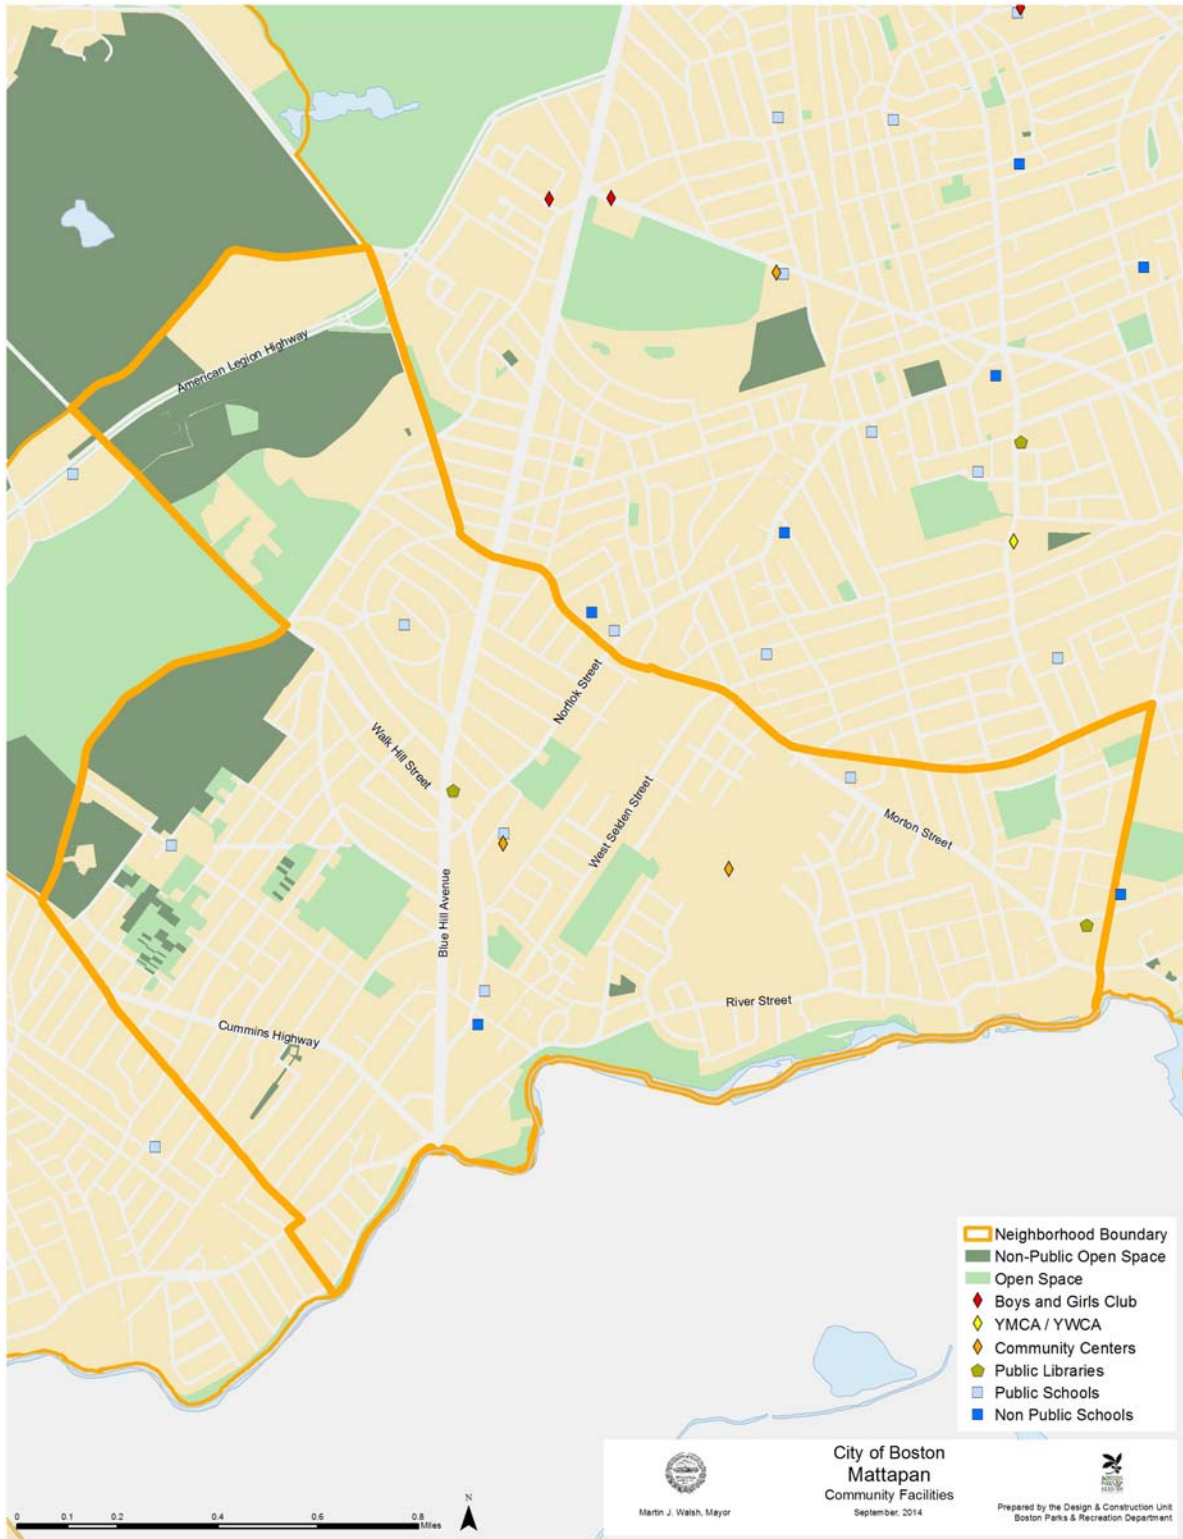 American Legion Highway
Norflok Street
Walk Hill Street
West Selden Street
Morton Street
Blue Hill Avenue
River Street
Cummins Highway
Neighborhood Boundary
Non-Public Open Space
Open Space
Boys and Girls Club
YMCA / YWCA
Community Centers
Public Libraries
Public Schools
Non Public Schools
City of Boston
Mattapan
Community Facilities
September, 2014
Martin J. Walsh, Mayor
Prepared by the Design & Construction Unit
Boston Parks & Recreation Department
N
0 0.1 0.2 0.4 0.6 0.8
Miles